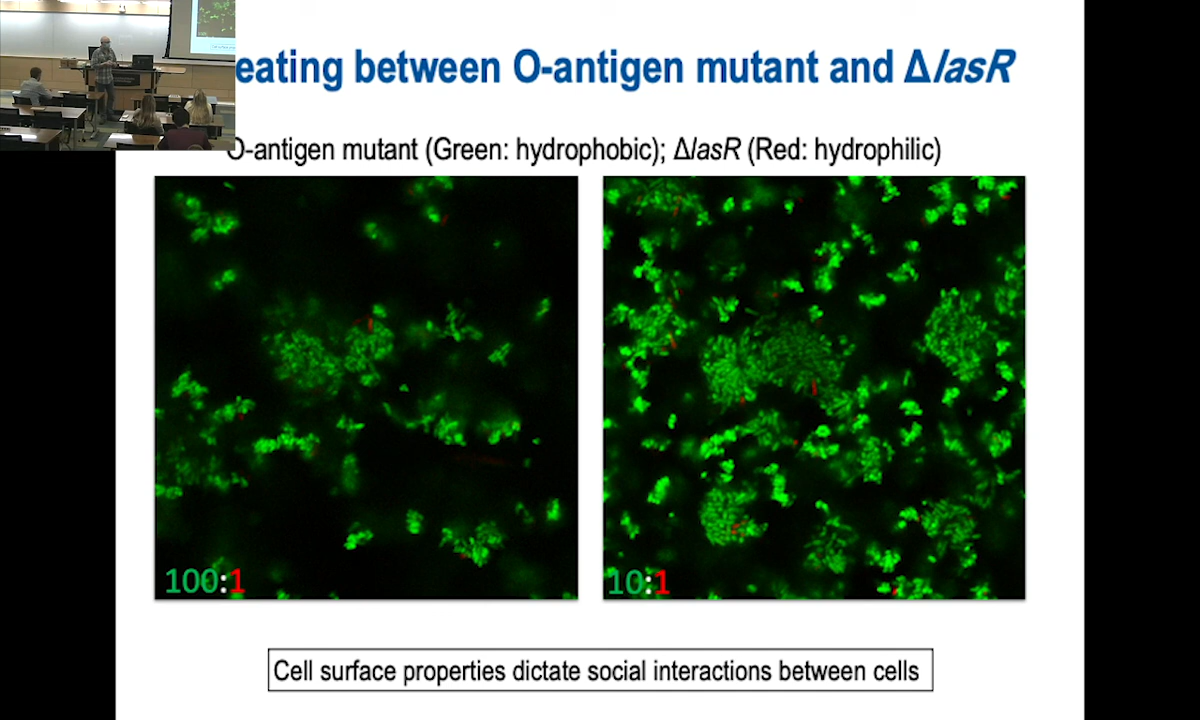 eating between O-antigen mutant and ΔlasR
O-antigen mutant (Green: hydrophobic); ΔlasR (Red: hydrophilic)
100:1
10:1
Cell surface properties dictate social interactions between cells